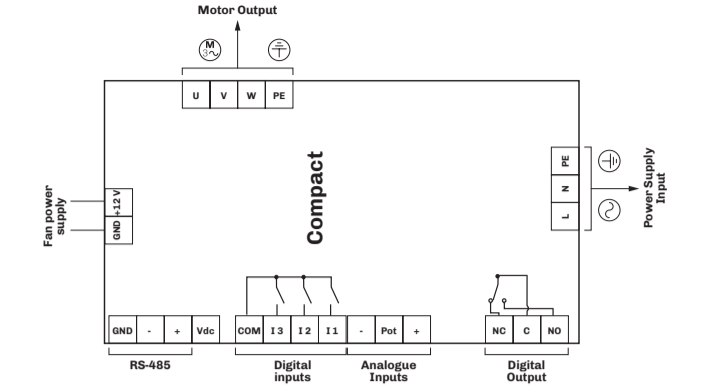 Motor Output
M
3
U V W PE
Compact
Fan power
supply
+12 V
GND
PE
N
L
Power Supply
Input
GND - + Vdc COM I 3 I 2 I 1 - Pot + NC C NO
RS-485
Digital
inputs
Analogue
Inputs
Digital
Output